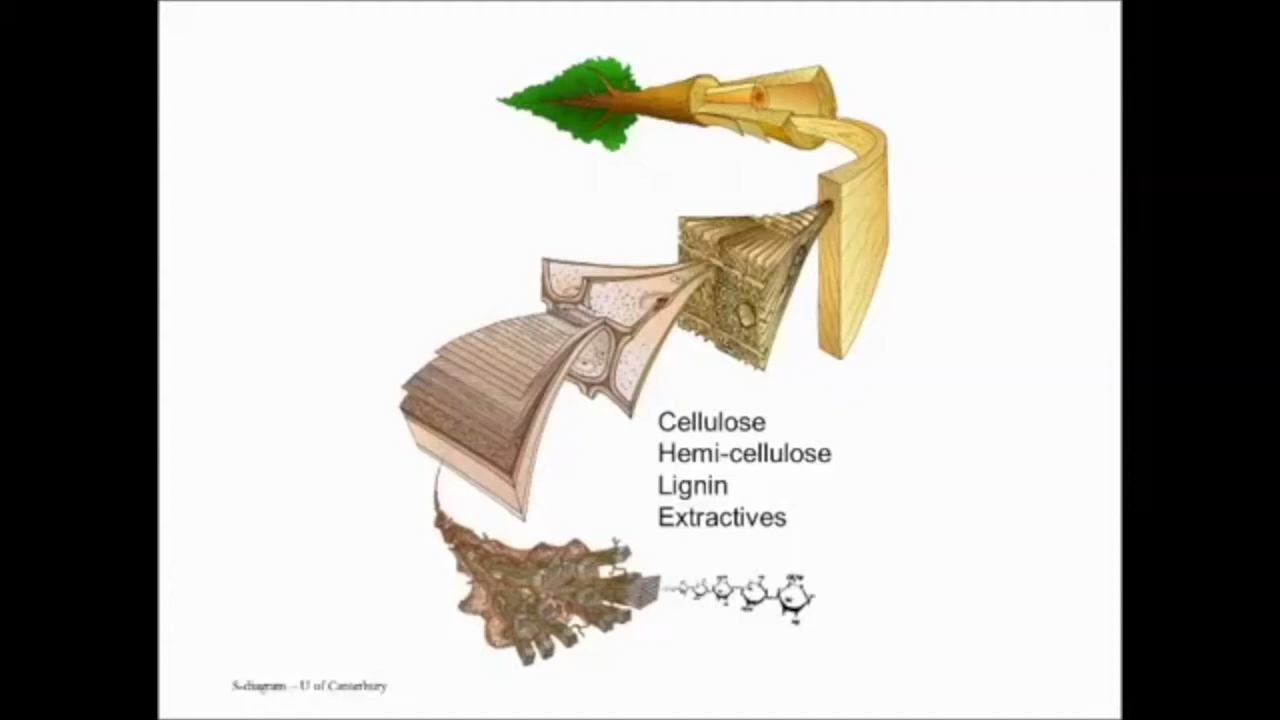 Cellulose
Hemi-cellulose
Lignin
Extractives
S-diagram – U of Canterbury